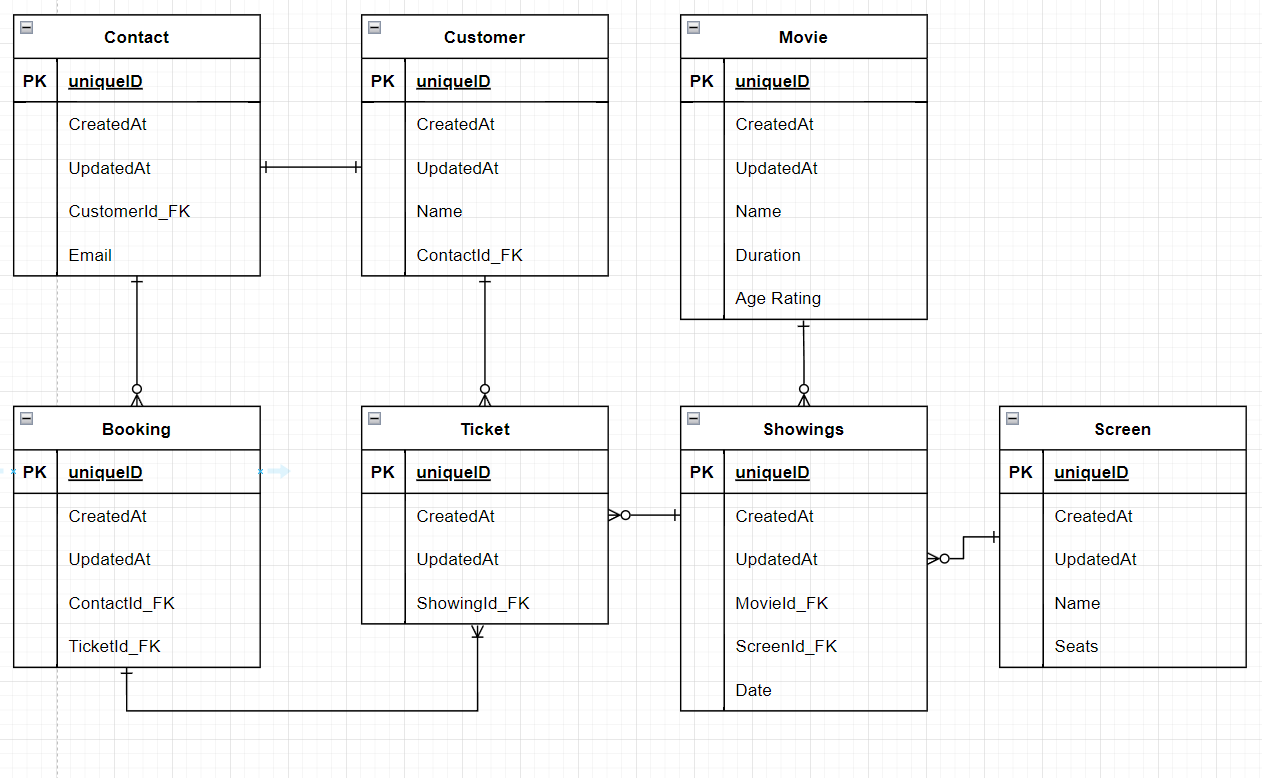 Contact
PK uniqueID
CreatedAt
UpdatedAt
CustomerId_FK
Email
Customer
PK uniqueID
CreatedAt
UpdatedAt
Name
ContactId_FK
Movie
PK uniqueID
CreatedAt
UpdatedAt
Name
Duration
Age Rating
Booking
PK uniqueID
CreatedAt
UpdatedAt
ContactId_FK
TicketId_FK
Ticket
PK uniqueID
CreatedAt
UpdatedAt
ShowingId_FK
Showings
PK uniqueID
CreatedAt
UpdatedAt
MovieId_FK
ScreenId_FK
Date
Screen
PK uniqueID
CreatedAt
UpdatedAt
Name
Seats